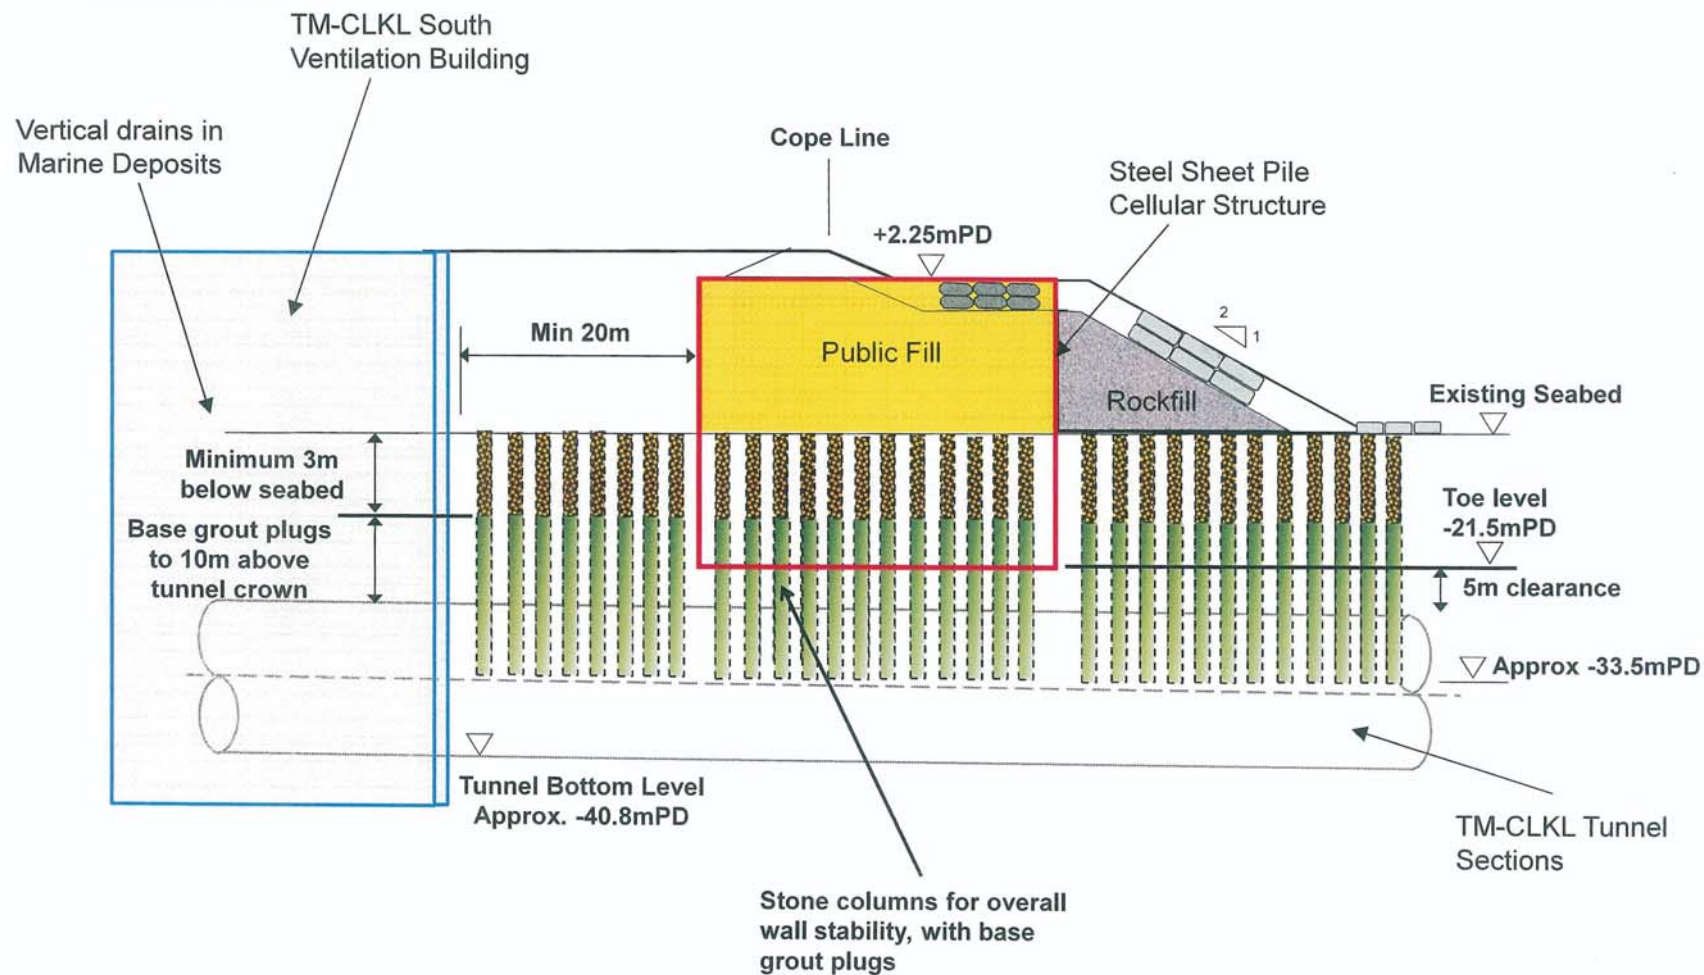 TM-CLKL South
Ventilation Building
Vertical drains in
Marine Deposits
Cope Line
Steel Sheet Pile
Cellular Structure
+2.25mPD
2
1
Min 20m
Public Fill
Rockfill
Existing Seabed
Minimum 3m
below seabed
Toe level
-21.5mPD
Base grout plugs
to 10m above
tunnel crown
5m clearance
Approx -33.5mPD
Tunnel Bottom Level
Approx. -40.8mPD
TM-CLKL Tunnel
Sections
Stone columns for overall
wall stability, with base
grout plugs